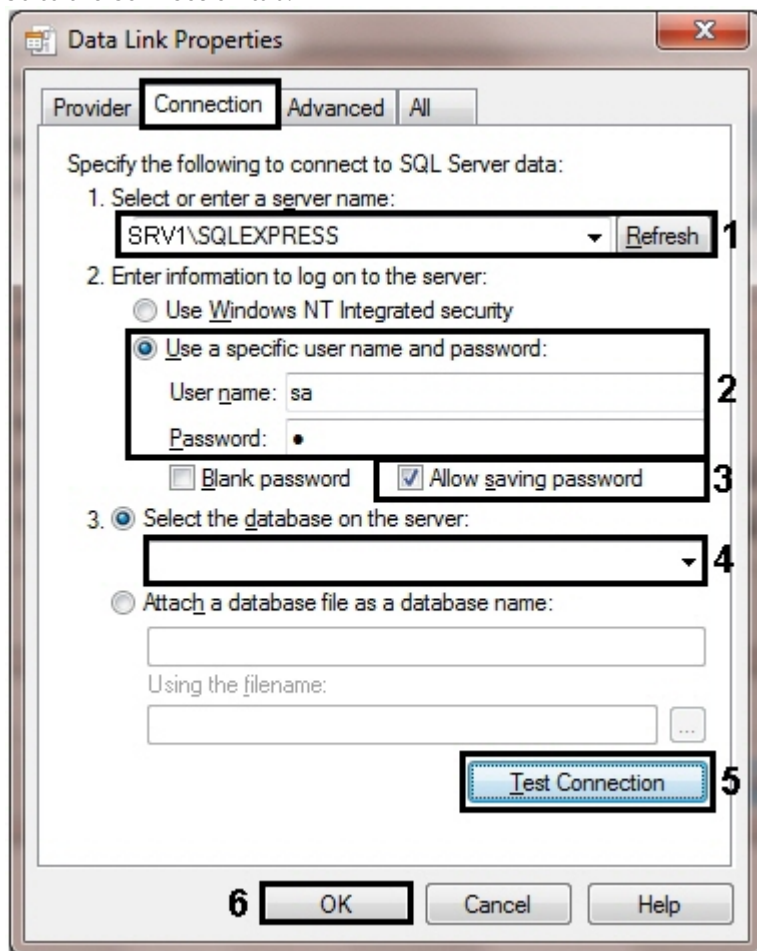 Data Link Properties
Provider Connection Advanced All
Specify the following to connect to SQL Server data:
1. Select or enter a server name:
SRV1\SQLEXPRESS Refresh 1
2. Enter information to log on to the server:
Use Windows NT Integrated security
Use a specific user name and password:
User name: sa 2
Password: ●
Blank password Allow saving password 3
3. Select the database on the server:
4
Attach a database file as a database name:
Using the filename:
...
Test Connection 5
6 OK Cancel Help